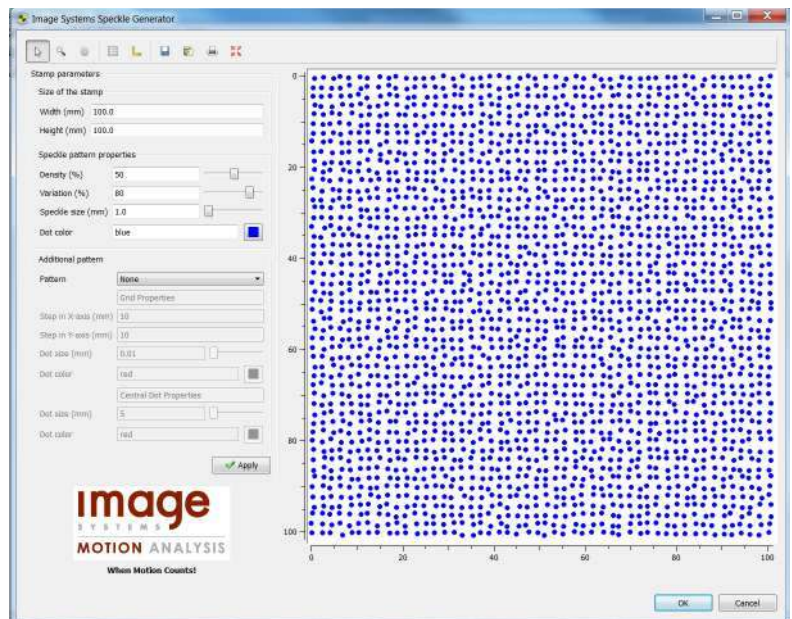 Image Systems Speckle Generator
Stamp parameters
Size of the stamp
Width (mm) 100.0
Height (mm) 100.0
Speckle pattern properties
Density (%) 50
Variation (%) 80
Speckle size (mm) 1.0
Dot color blue
Additional pattern
Pattern None
Grid Properties
Step in X-axis (mm) 10
Step in Y-axis (mm) 10
Dot size (mm) 0.01
Dot color red
Central Dot Properties
Dot size (mm) 5
Dot color red
Apply
image
SYSTEMS
MOTION ANALYSIS
When Motion Counts!
0
20
40
60
80
100
0 20 40 60 80 100
OK Cancel